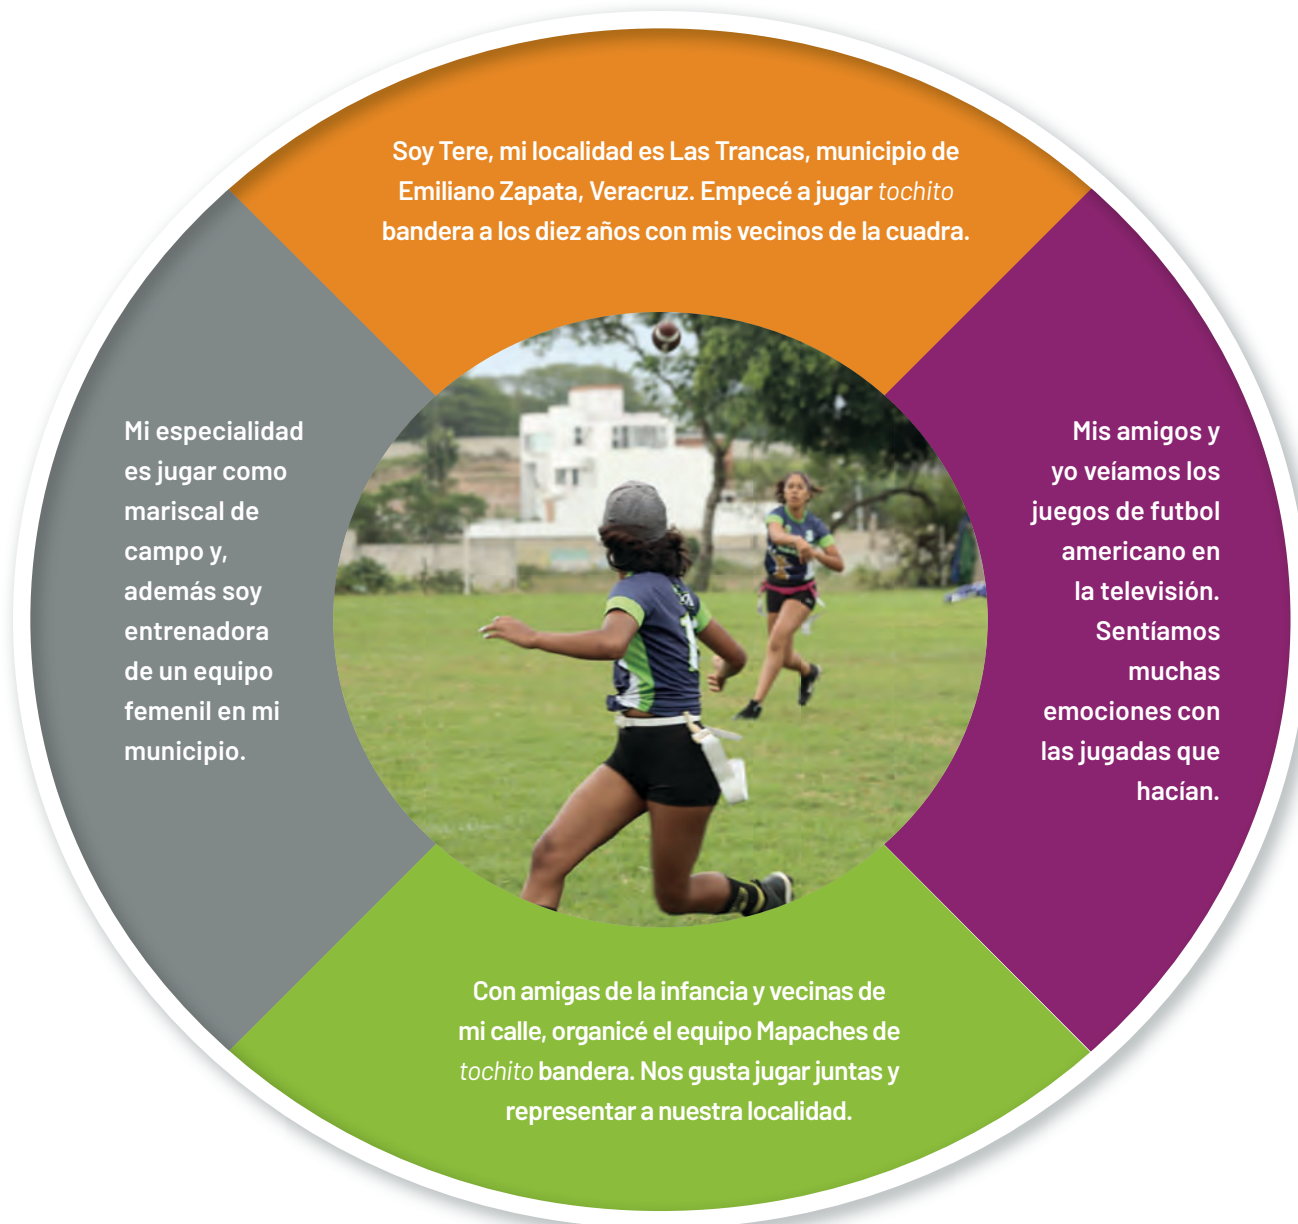 Soy Tere, mi localidad es Las Trancas, municipio de
Emiliano Zapata, Veracruz. Empecé a jugar tochito
bandera a los diez años con mis vecinos de la cuadra.
Mis amigos y
yo veíamos los
juegos de futbol
americano en
la televisión.
Sentíamos
muchas
emociones con
las jugadas que
hacían.
Con amigas de la infancia y vecinas de
mi calle, organicé el equipo Mapaches de
tochito bandera. Nos gusta jugar juntas y
representar a nuestra localidad.
Mi especialidad
es jugar como
mariscal de
campo y,
además soy
entrenadora
de un equipo
femenil en mi
municipio.